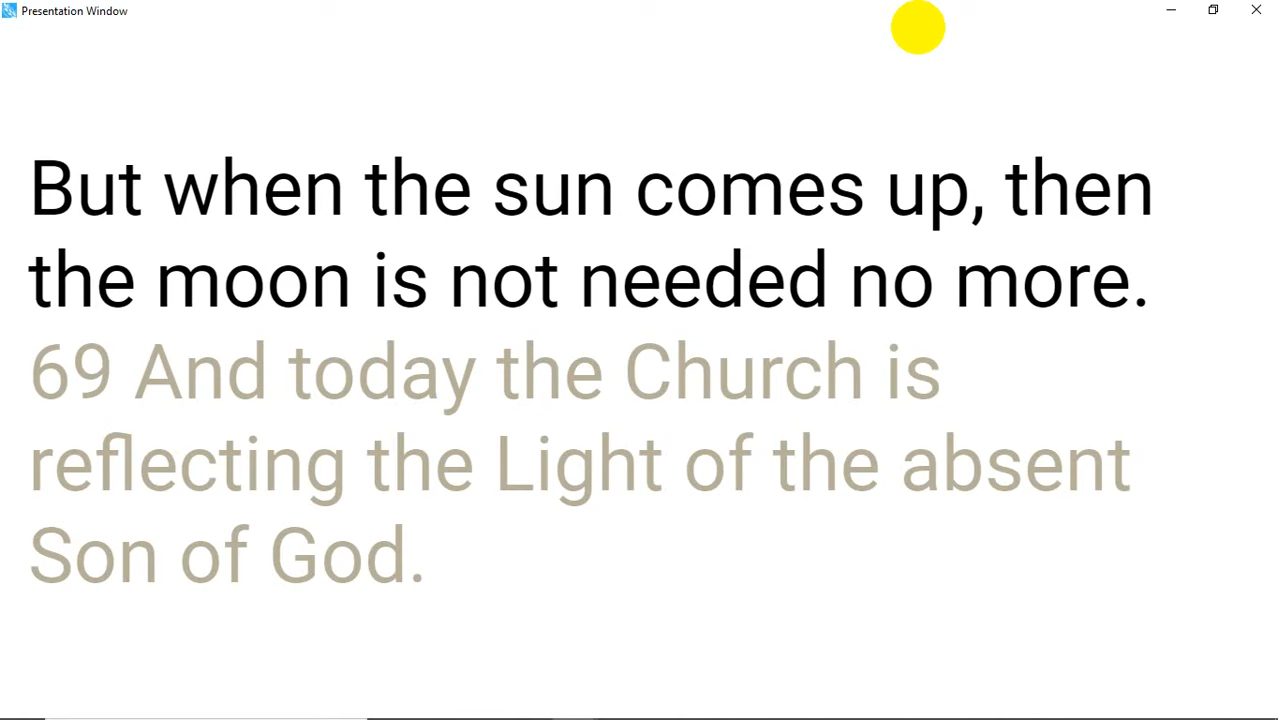 Presentation Window
But when the sun comes up, then
the moon is not needed no more.
69 And today the Church is
reflecting the Light of the absent
Son of God.